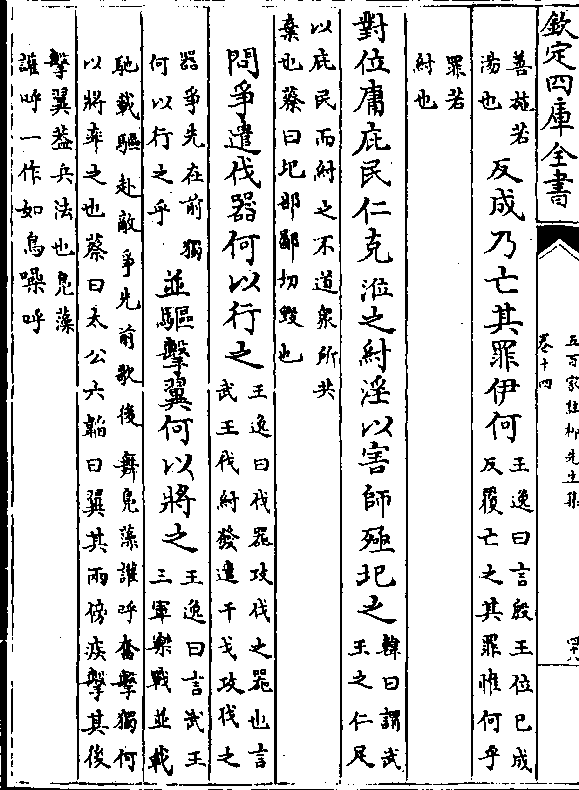 欽定四庫全書
五百家註柳先生集
卷十四
四八
善施若
湯也
反成乃亡其罪伊何
王逸曰言殷王位已成
反覆亡之其罪惟何乎
罪若
紂也
對位庸庇民仁克涖之紂淫以害師殛圮之
韓曰謂武
王之仁足
以庇民而紂之不道衆所共
棄也蔡曰圮部鄙切毀也
問爭遣伐器何以行之
王逸曰伐器攻伐之器也言
武王伐紂發遣干戈攻伐之
器爭先在前獨
何以行之乎
並驅擊翼何以將之
王逸曰言武王
三軍樂戰並載
馳載驅赴敵爭先前歌後舞鳧藻讙呼奮擊獨何
以將率之也蔡曰太公六韜曰翼其兩傍疾擊其後
擊翼葢兵法也鳧藻
讙呼一作如鳥噪呼